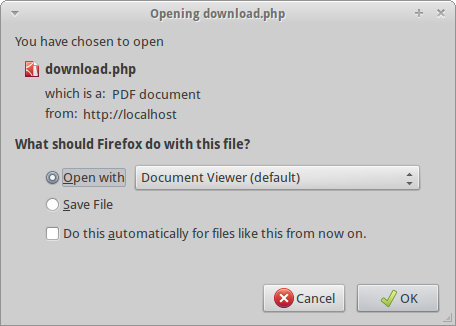 Opening download.php
You have chosen to open
download.php
which is a: PDF document
from: http://localhost
What should Firefox do with this file?
Open with Document Viewer (default)
Save File
Do this automatically for files like this from now on.
Cancel OK